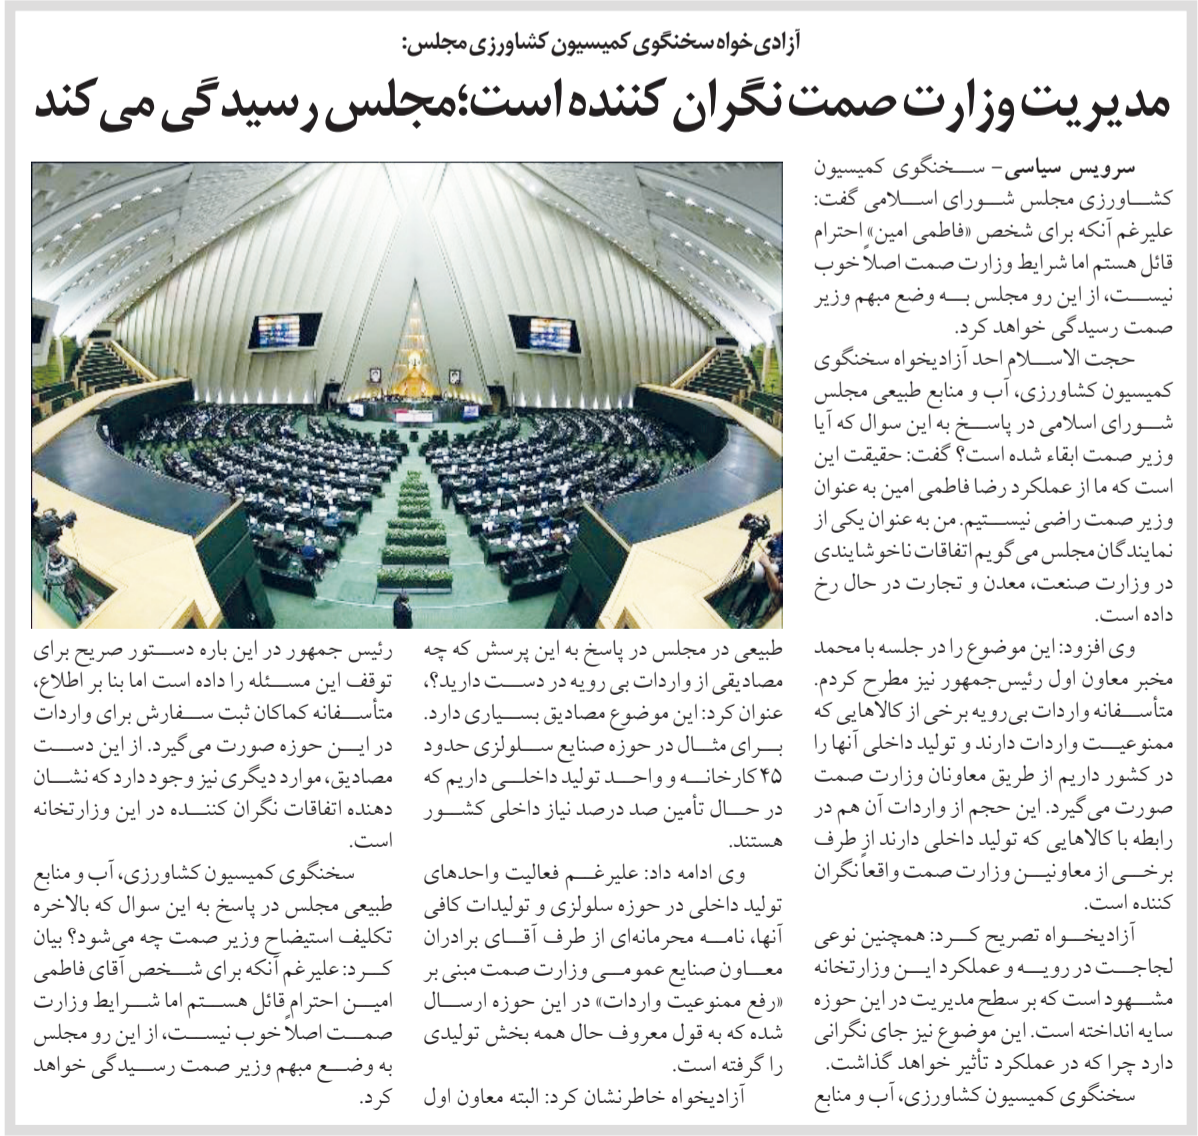 آزادی‌خواه سخنگوی کمیسیون کشاورزی مجلس:
مدیریت وزارت صمت نگران کننده است؛مجلس رسیدگی می‌کند
سرویس سیاسی- سخنگوی کمیسیون
کشاورزی مجلس شورای اسلامی گفت:
علیرغم آنکه برای شخص «فاطمی امین» احترام
قائل هستم اما شرایط وزارت صمت اصلاً خوب
نیست، از این رو مجلس به وضع مبهم وزیر
صمت رسیدگی خواهد کرد.
حجت الاسلام احد آزادیخواه سخنگوی
کمیسیون کشاورزی، آب و منابع طبیعی مجلس
شورای اسلامی در پاسخ به این سوال که آیا
وزیر صمت ابقاء شده است؟ گفت: حقیقت این
است که ما از عملکرد رضا فاطمی امین به عنوان
وزیر صمت راضی نیستیم. من به عنوان یکی از
نمایندگان مجلس می‌گویم اتفاقات ناخوشایندی
در وزارت صنعت، معدن و تجارت در حال رخ
داده است.
وی افزود: این موضوع را در جلسه با محمد
مخبر معاون اول رئیس‌جمهور نیز مطرح کردم.
متأسفانه واردات بی‌رویه برخی از کالاهایی که
ممنوعیت واردات دارند و تولید داخلی آنها را
در کشور داریم از طریق معاونان وزارت صمت
صورت می‌گیرد. این حجم از واردات آن هم در
رابطه با کالاهایی که تولید داخلی دارند از طرف
برخی از معاونین وزارت صمت واقعاً نگران
کننده است.
آزادیخواه تصریح کرد: همچنین نوعی
لجاجت در رویه و عملکرد این وزارتخانه
مشهود است که بر سطح مدیریت در این حوزه
سایه انداخته است. این موضوع نیز جای نگرانی
دارد چرا که در عملکرد تأثیر خواهد گذاشت.
سخنگوی کمیسیون کشاورزی، آب و منابع
طبیعی در مجلس در پاسخ به این پرسش که چه
مصادیقی از واردات بی رویه در دست دارید؟،
عنوان کرد: این موضوع مصادیق بسیاری دارد.
برای مثال در حوزه صنایع سلولزی حدود
۴۵ کارخانه و واحد تولید داخلی داریم که
در حال تأمین صد درصد نیاز داخلی کشور
هستند.
وی ادامه داد: علیرغم فعالیت واحدهای
تولید داخلی در حوزه سلولزی و تولیدات کافی
آنها، نامه محرمانه‌ای از طرف آقای برادران
معاون صنایع عمومی وزارت صمت مبنی بر
«رفع ممنوعیت واردات» در این حوزه ارسال
شده که به قول معروف حال همه بخش تولیدی
را گرفته است.
آزادیخواه خاطرنشان کرد: البته معاون اول
رئیس جمهور در این باره دستور صریح برای
توقف این مسئله را داده است اما بنا بر اطلاع،
متأسفانه کماکان ثبت سفارش برای واردات
در این حوزه صورت می‌گیرد. از این دست
مصادیق، موارد دیگری نیز وجود دارد که نشان
دهنده اتفاقات نگران کننده در این وزارتخانه
است.
سخنگوی کمیسیون کشاورزی، آب و منابع
طبیعی مجلس در پاسخ به این سوال که بالاخره
تکلیف استیضاح وزیر صمت چه می‌شود؟ بیان
کرد: علیرغم آنکه برای شخص آقای فاطمی
امین احترام قائل هستم اما شرایط وزارت
صمت اصلاً خوب نیست، از این رو مجلس
به وضع مبهم وزیر صمت رسیدگی خواهد
کرد.